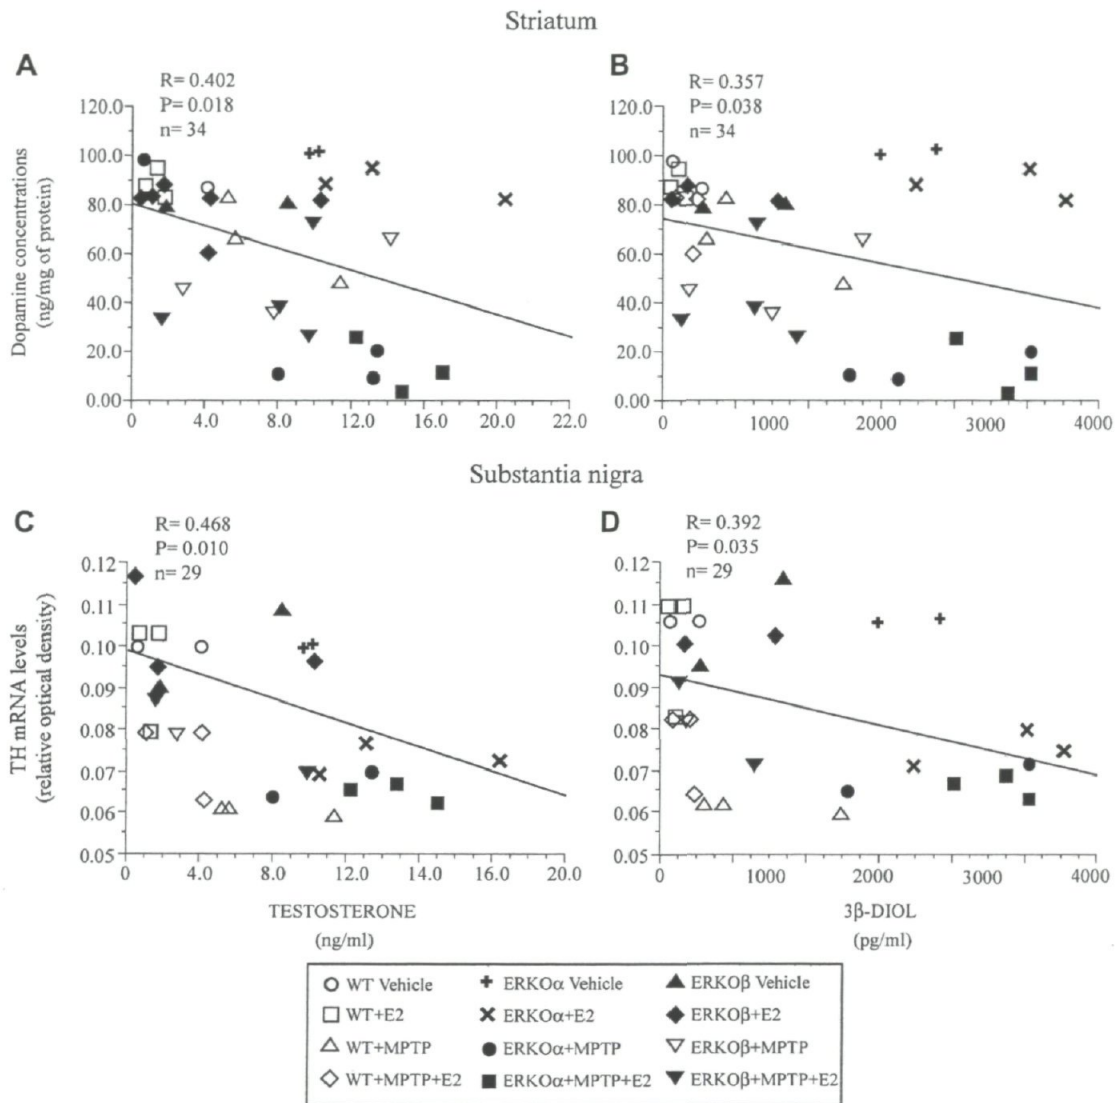 Striatum
A
R= 0.402
P= 0.018
n= 34
B
R= 0.357
P= 0.038
n= 34
Dopamine concentrations
(ng/mg of protein)
120.0
100.0
80.0
60.0
40.0
20.0
0.00
0.0 4.0 8.0 12.0 16.0 20.0 22.0
120.0
100.0
80.0
60.0
40.0
20.0
0.00
0 1000 2000 3000 4000
Substantia nigra
C
R= 0.468
P= 0.010
n= 29
D
R= 0.392
P= 0.035
n= 29
TH mRNA levels
(relative optical density)
0.12
0.11
0.10
0.09
0.08
0.07
0.06
0.05
0.0 4.0 8.0 12.0 16.0 20.0
0.12
0.11
0.10
0.09
0.08
0.07
0.06
0.05
0 1000 2000 3000 4000
TESTOSTERONE
(ng/ml)
3β-DIOL
(pg/ml)
WT Vehicle ERKOα Vehicle ERKOβ Vehicle
WT+E2 ERKOα+E2 ERKOβ+E2
WT+MPTP ERKOα+MPTP ERKOβ+MPTP
WT+MPTP+E2 ERKOα+MPTP+E2 ERKOβ+MPTP+E2